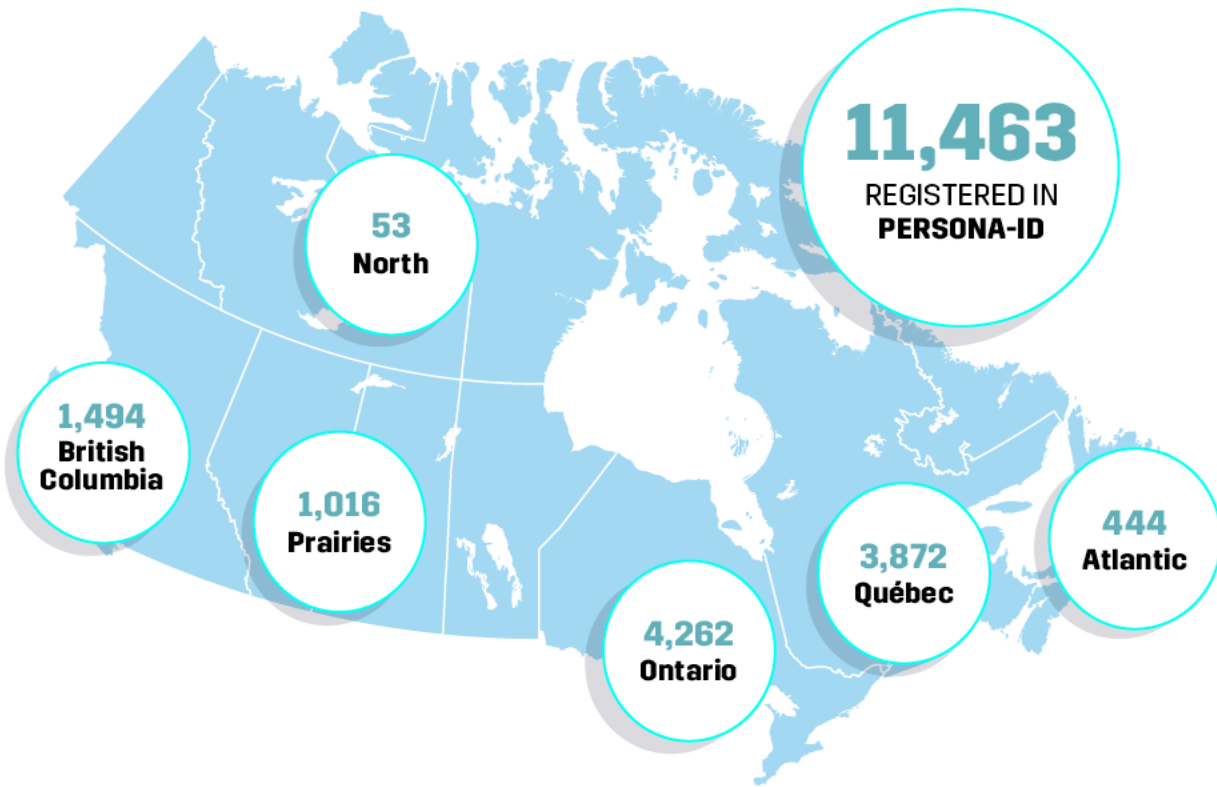 11,463
REGISTERED IN
PERSONA-ID
53
North
1,494
British
Columbia
1,016
Prairies
4,262
Ontario
3,872
Québec
444
Atlantic